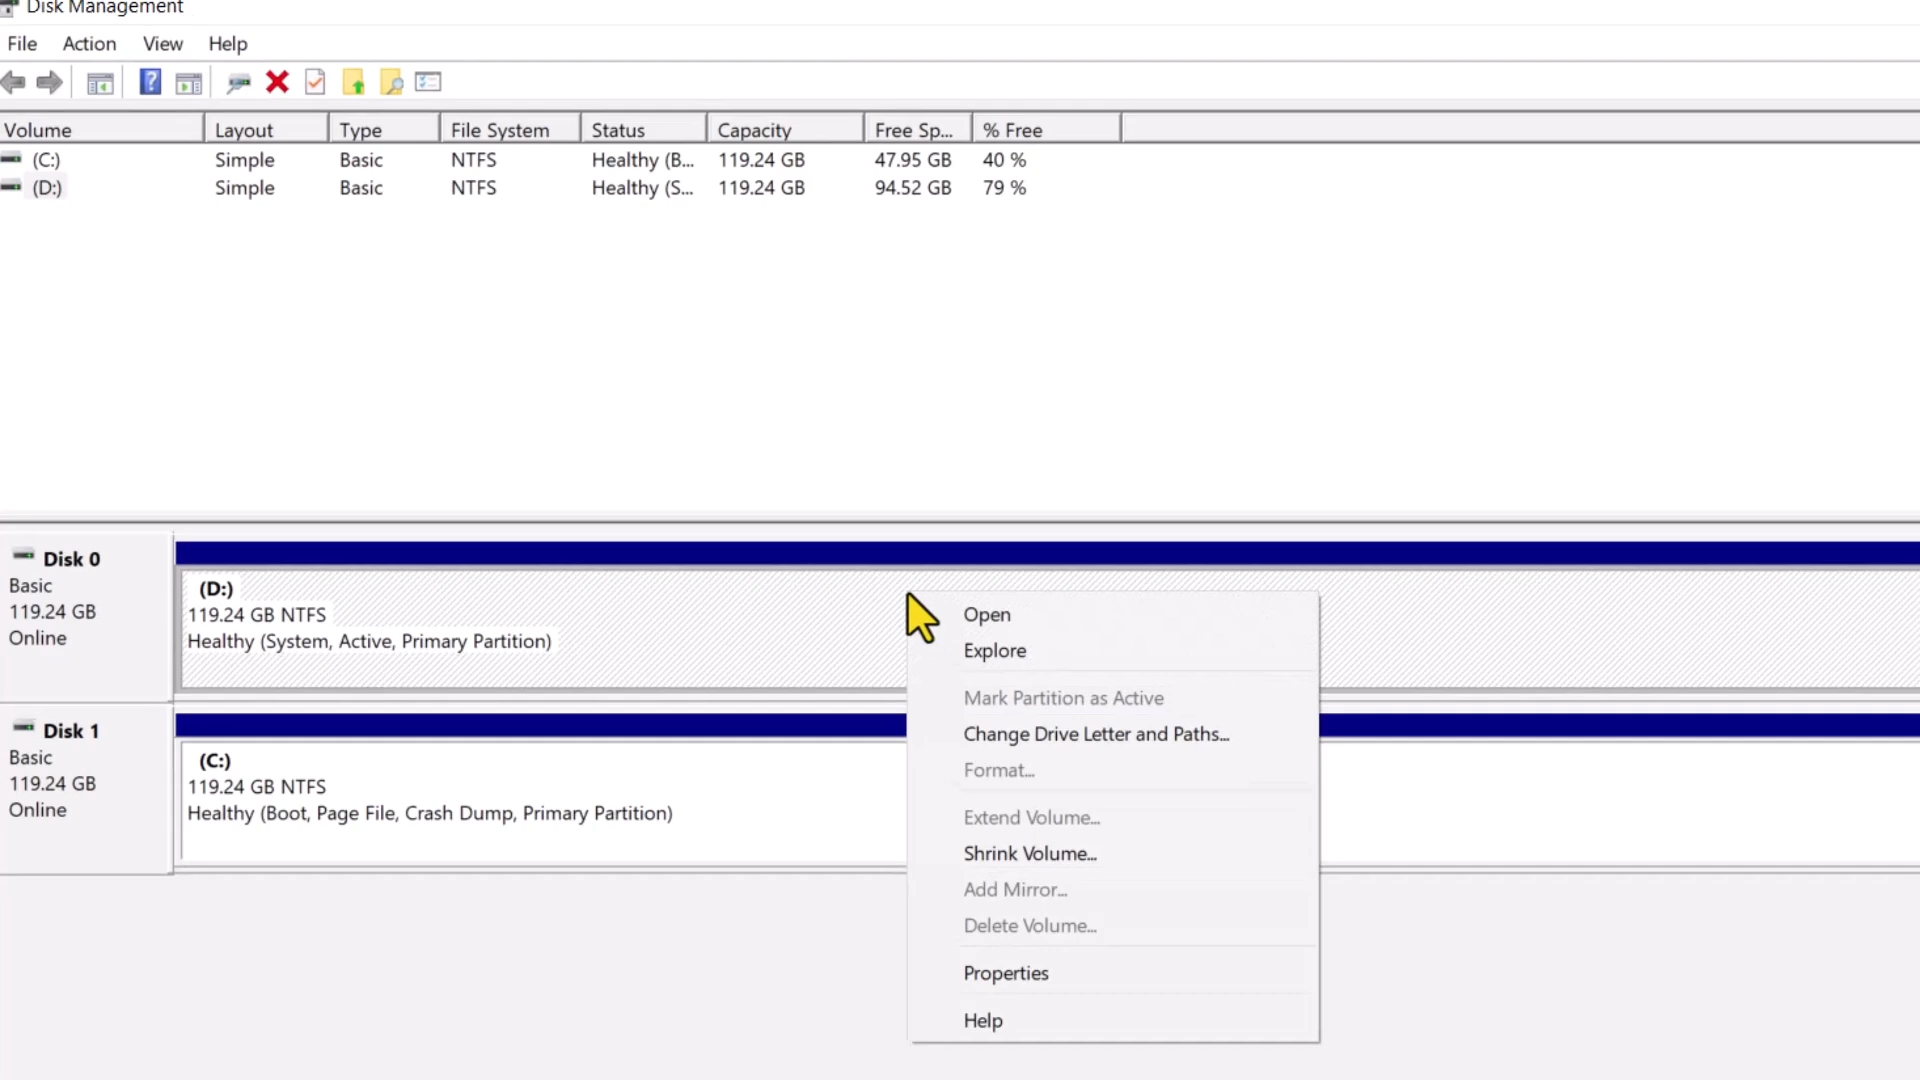 Disk Management
File Action View Help
Volume Layout Type File System Status Capacity Free Sp... % Free
(C:) Simple Basic NTFS Healthy (B... 119.24 GB 47.95 GB 40 %
(D:) Simple Basic NTFS Healthy (S... 119.24 GB 94.52 GB 79 %
Disk 0
Basic
119.24 GB
Online
(D:)
119.24 GB NTFS
Healthy (System, Active, Primary Partition)
Disk 1
Basic
119.24 GB
Online
(C:)
119.24 GB NTFS
Healthy (Boot, Page File, Crash Dump, Primary Partition)
Open
Explore
Mark Partition as Active
Change Drive Letter and Paths...
Format...
Extend Volume...
Shrink Volume...
Add Mirror...
Delete Volume...
Properties
Help